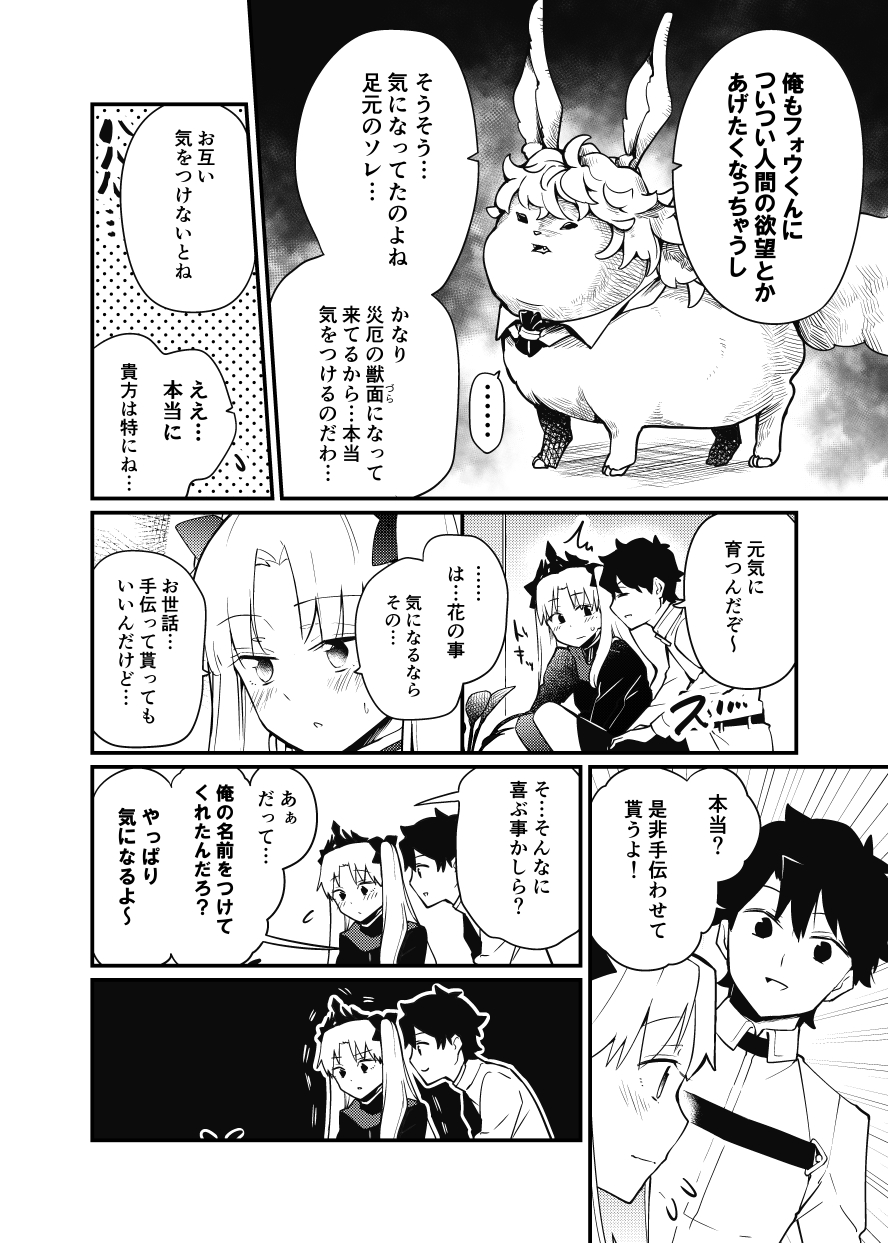 俺もフォウくんに
ついつい人間の欲望とか
あげたくなっちゃうし
そうそう…
気になってたのよね
足元のソレ…
かなり
災厄の獣面になって
づら
来てるから…本当
気をつけるのだわ…
……
お互い
気をつけないとね
ええ…
本当に
貴方は特にね…
元気に
育つんだぞ〜
ギュッ
ス…
……
は…花の事
気になるなら
その…
お世話…
手伝って貰っても
いいんだけど…
本当?
是非手伝わせて
貰うよ!
そ…そんなに
喜ぶ事かしら?
あぁ
だって…
俺の名前をつけて
くれたんだろ?
やっぱり
気になるよ〜